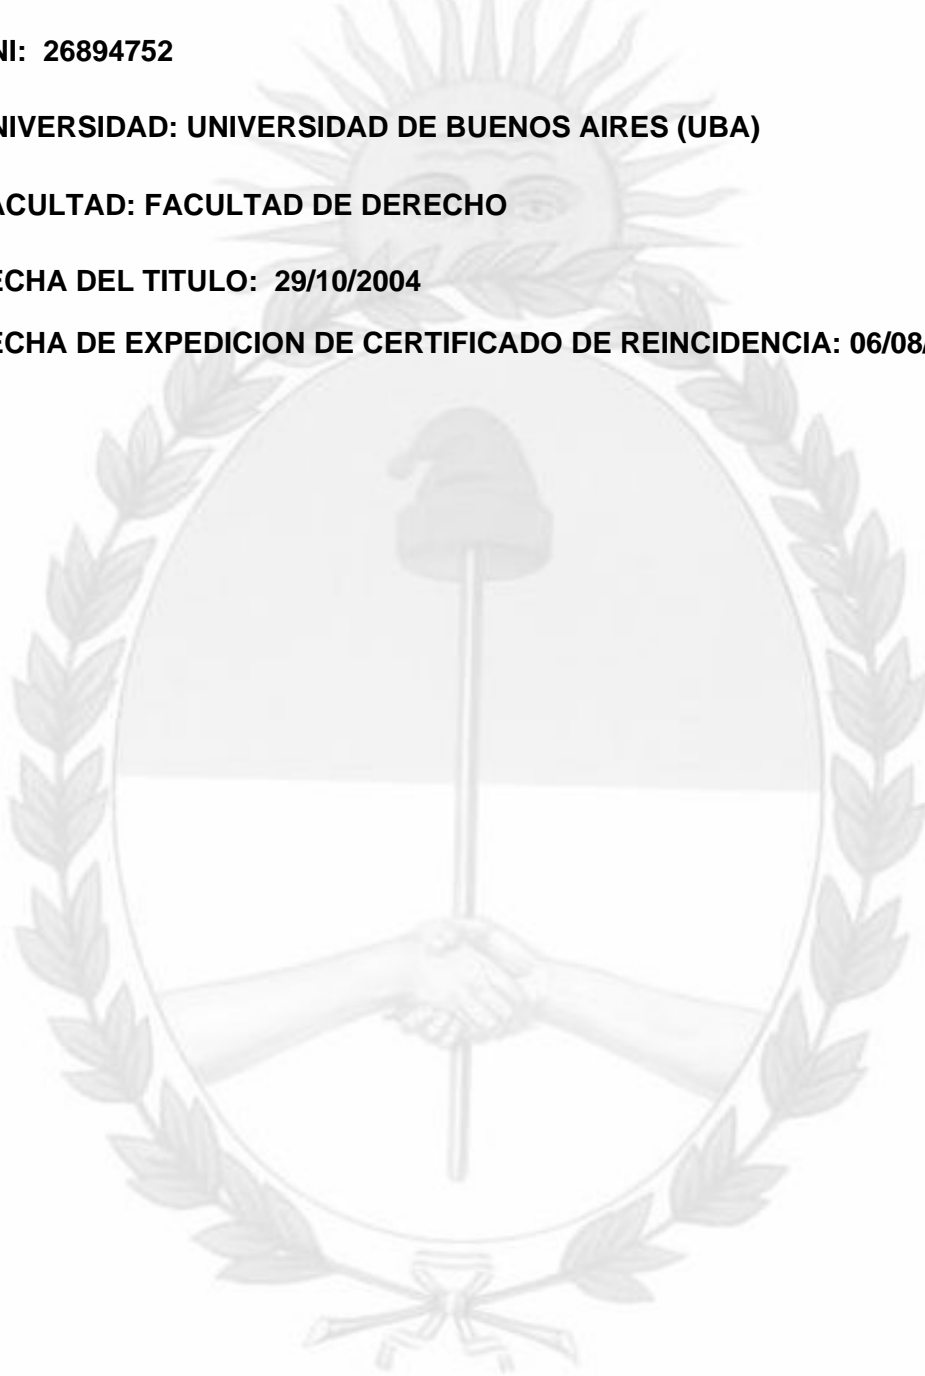 NI: 26894752
NIVERSIDAD: UNIVERSIDAD DE BUENOS AIRES (UBA)
ACULTAD: FACULTAD DE DERECHO
ECHA DEL TITULO: 29/10/2004
ECHA DE EXPEDICION DE CERTIFICADO DE REINCIDENCIA: 06/08/